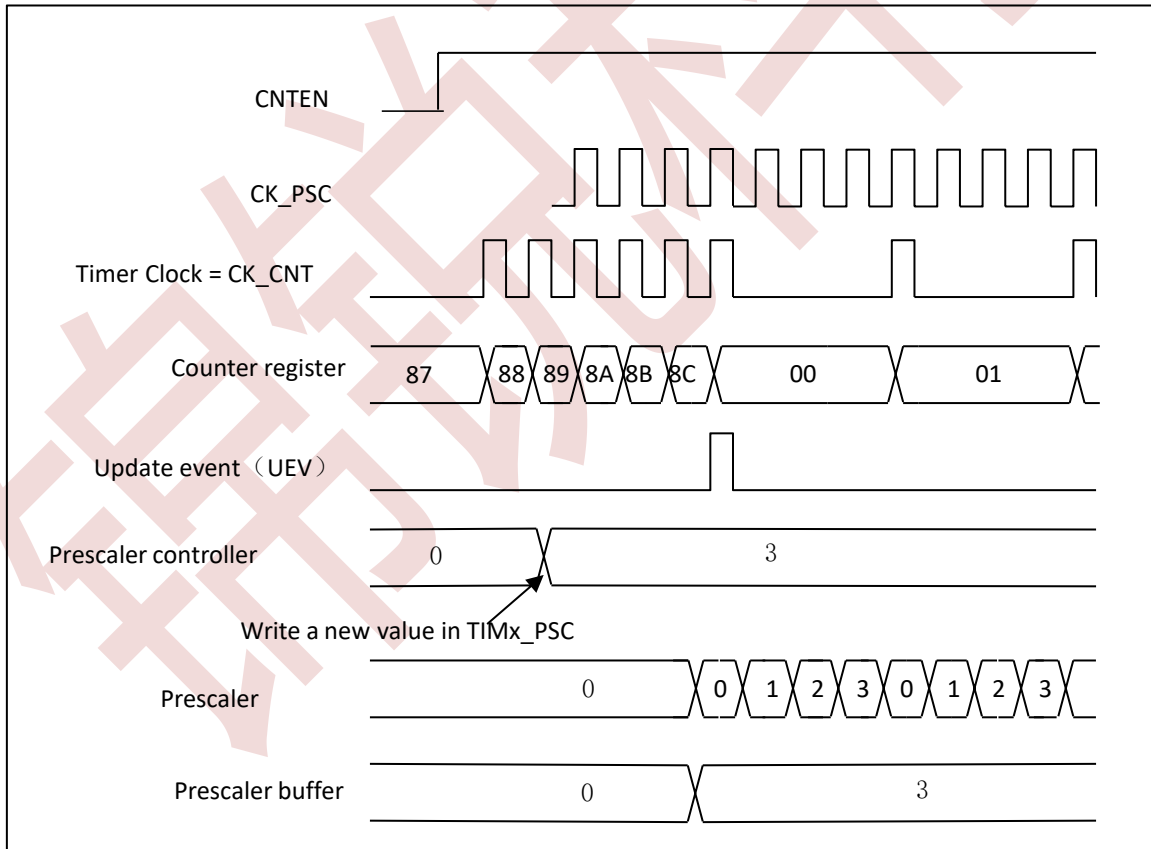 CNTEN
CK_PSC
Timer Clock = CK_CNT
Counter register
87 88 89 8A 8B 8C 00 01
Update event（UEV）
Prescaler controller
0 3
Write a new value in TIMx_PSC
Prescaler
0 0 1 2 3 0 1 2 3
Prescaler buffer
0 3